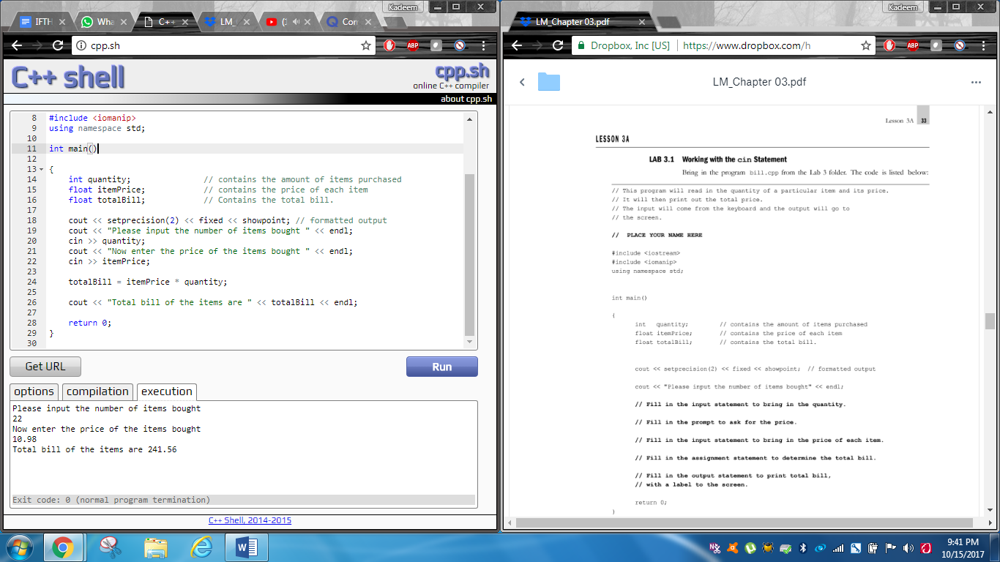 Kadeem
IFTH
Wha
C++
LM_
(
Con
cpp.sh
ABP
C++ shell
cpp.sh
online C++ compiler
about cpp.sh
8 #include <iomanip>
9 using namespace std;
10
11 int main()
12
13 {
14 int quantity; // contains the amount of items purchased
15 float itemPrice; // contains the price of each item
16 float totalBill; // Contains the total bill.
17
18 cout << setprecision(2) << fixed << showpoint; // formatted output
19 cout << "Please input the number of items bought " << endl;
20 cin >> quantity;
21 cout << "Now enter the price of the items bought " << endl;
22 cin >> itemPrice;
23
24 totalBill = itemPrice * quantity;
25
26 cout << "Total bill of the items are " << totalBill << endl;
27
28 return 0;
29 }
30
Get URL
Run
options
compilation
execution
Please input the number of items bought
22
Now enter the price of the items bought
10.98
Total bill of the items are 241.56
Exit code: 0 (normal program termination)
C++ Shell, 2014-2015
Kadeem
LM_Chapter 03.pdf
Dropbox, Inc [US] | https://www.dropbox.com/h
ABP
LM_Chapter 03.pdf
Lesson 3A 33
LESSON 3A
LAB 3.1 Working with the cin Statement
Bring in the program bill.cpp from the Lab 3 folder. The code is listed below:
// This program will read in the quantity of a particular item and its price.
// It will then print out the total price.
// The input will come from the keyboard and the output will go to
// the screen.
// PLACE YOUR NAME HERE
#include <iostream>
#include <iomanip>
using namespace std;
int main()
{
int quantity; // contains the amount of items purchased
float itemPrice; // contains the price of each item
float totalBill; // contains the total bill.
cout << setprecision(2) << fixed << showpoint; // formatted output
cout << "Please input the number of items bought" << endl;
// Fill in the input statement to bring in the quantity.
// Fill in the prompt to ask for the price.
// Fill in the input statement to bring in the price of each item.
// Fill in the assignment statement to determine the total bill.
// Fill in the output statement to print total bill,
// with a label to the screen.
return 0;
}
9:41 PM
10/15/2017